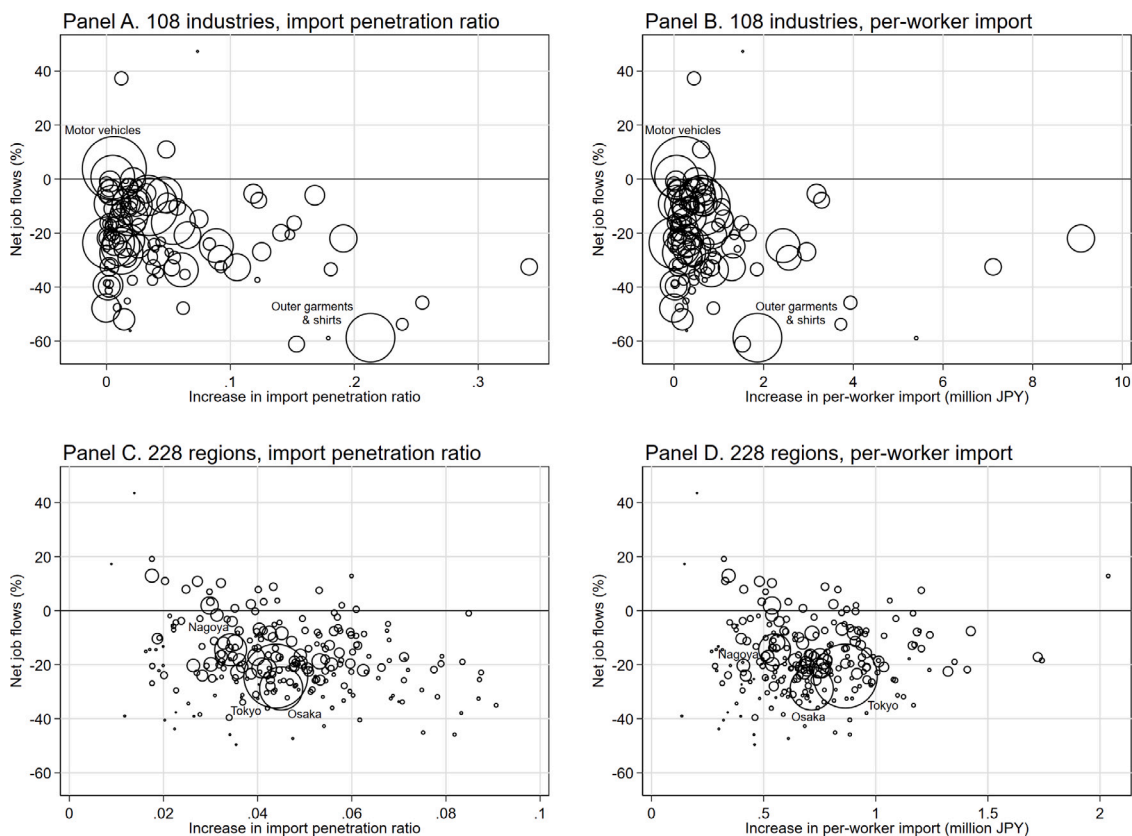 Panel A. 108 industries, import penetration ratio
Net job flows (%)
40
20
0
-20
-40
-60
Motor vehicles
Outer garments
& shirts
0
.1
.2
.3
Increase in import penetration ratio
Panel B. 108 industries, per-worker import
Net job flows (%)
40
20
0
-20
-40
-60
Motor vehicles
Outer garments
& shirts
0
2
4
6
8
10
Increase in per-worker import (million JPY)
Panel C. 228 regions, import penetration ratio
Net job flows (%)
40
20
0
-20
-40
-60
Nagoya
Tokyo
Osaka
0
.02
.04
.06
.08
.1
Increase in import penetration ratio
Panel D. 228 regions, per-worker import
Net job flows (%)
40
20
0
-20
-40
-60
Nagoya
Osaka
Tokyo
0
.5
1
1.5
2
Increase in per-worker import (million JPY)